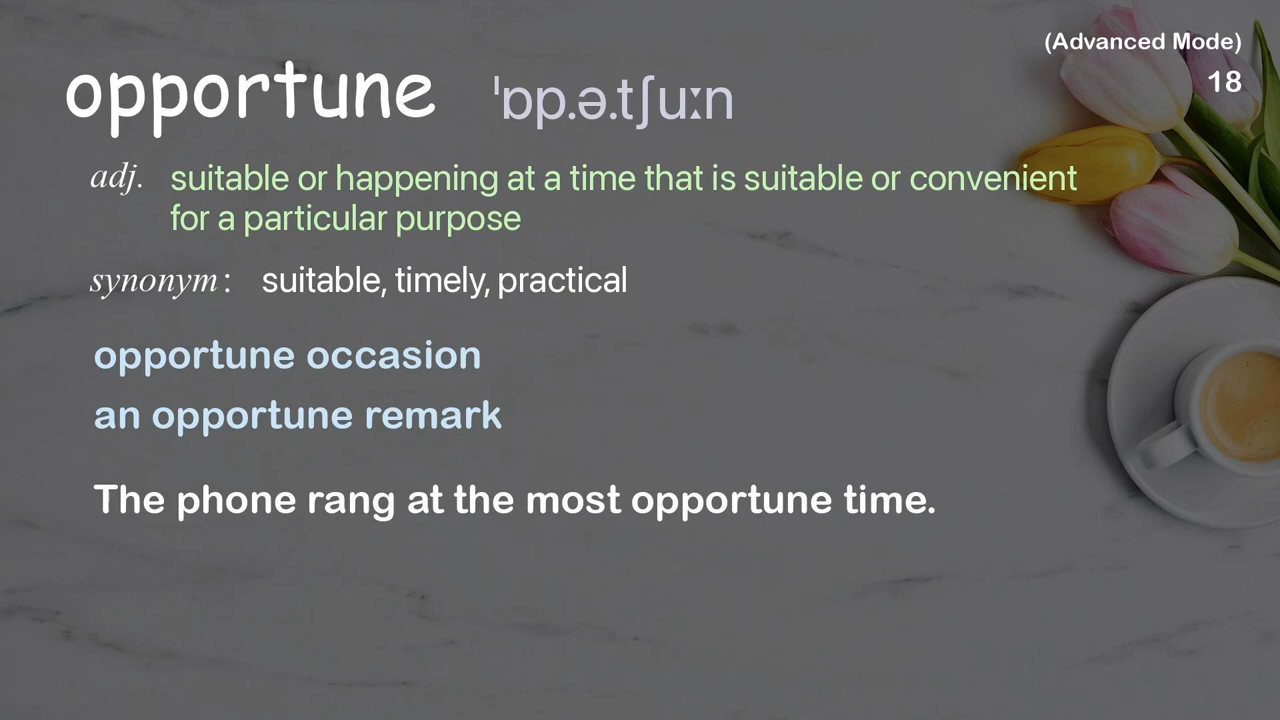 (Advanced Mode)
18
opportune ˈɒp.ə.tʃuːn
adj. suitable or happening at a time that is suitable or convenient
for a particular purpose
synonym: suitable, timely, practical
opportune occasion
an opportune remark
The phone rang at the most opportune time.